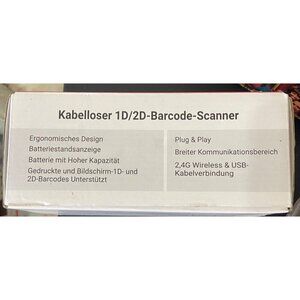 Kabelloser 1D/2D-Barcode-Scanner
Ergonomisches Design
Batteriestandsanzeige
Batterie mit Hoher Kapazität
Gedruckte und Bildschirm-1D- und
2D-Barcodes Unterstützt
Plug & Play
Breiter Kommunikationsbereich
2,4G Wireless & USB-
Kabelverbindung